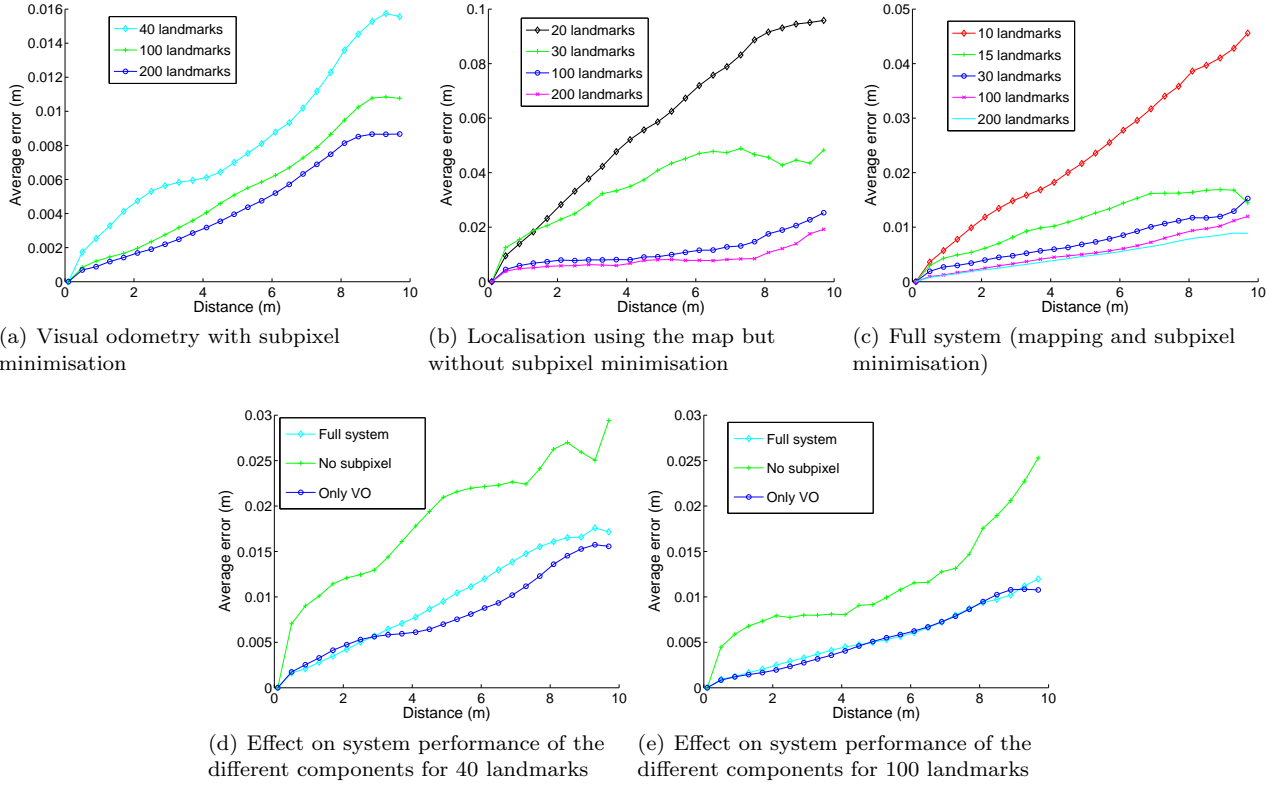 0.016
0.014
0.012
0.01
0.008
0.006
0.004
0.002
0
0 2 4 6 8 10
Average error (m)
Distance (m)
40 landmarks
100 landmarks
200 landmarks
(a) Visual odometry with subpixel
minimisation
0.1
0.08
0.06
0.04
0.02
0
0 2 4 6 8 10
Average error (m)
Distance (m)
20 landmarks
30 landmarks
100 landmarks
200 landmarks
(b) Localisation using the map but
without subpixel minimisation
0.05
0.04
0.03
0.02
0.01
0
0 2 4 6 8 10
Average error (m)
Distance (m)
10 landmarks
15 landmarks
30 landmarks
100 landmarks
200 landmarks
(c) Full system (mapping and subpixel
minimisation)
0.03
0.025
0.02
0.015
0.01
0.005
0
0 2 4 6 8 10
Average error (m)
Distance (m)
Full system
No subpixel
Only VO
(d) Effect on system performance of the
different components for 40 landmarks
0.03
0.025
0.02
0.015
0.01
0.005
0
0 2 4 6 8 10
Average error (m)
Distance (m)
Full system
No subpixel
Only VO
(e) Effect on system performance of the
different components for 100 landmarks